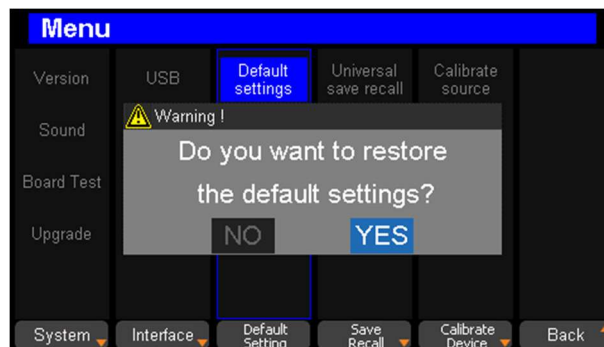 Menu
Version
USB
Default
settings
Universal
save recall
Calibrate
source
Sound
Board Test
Upgrade
Warning !
Do you want to restore
the default settings?
NO
YES
System
Interface
Default
Setting
Save
Recall
Calibrate
Device
Back